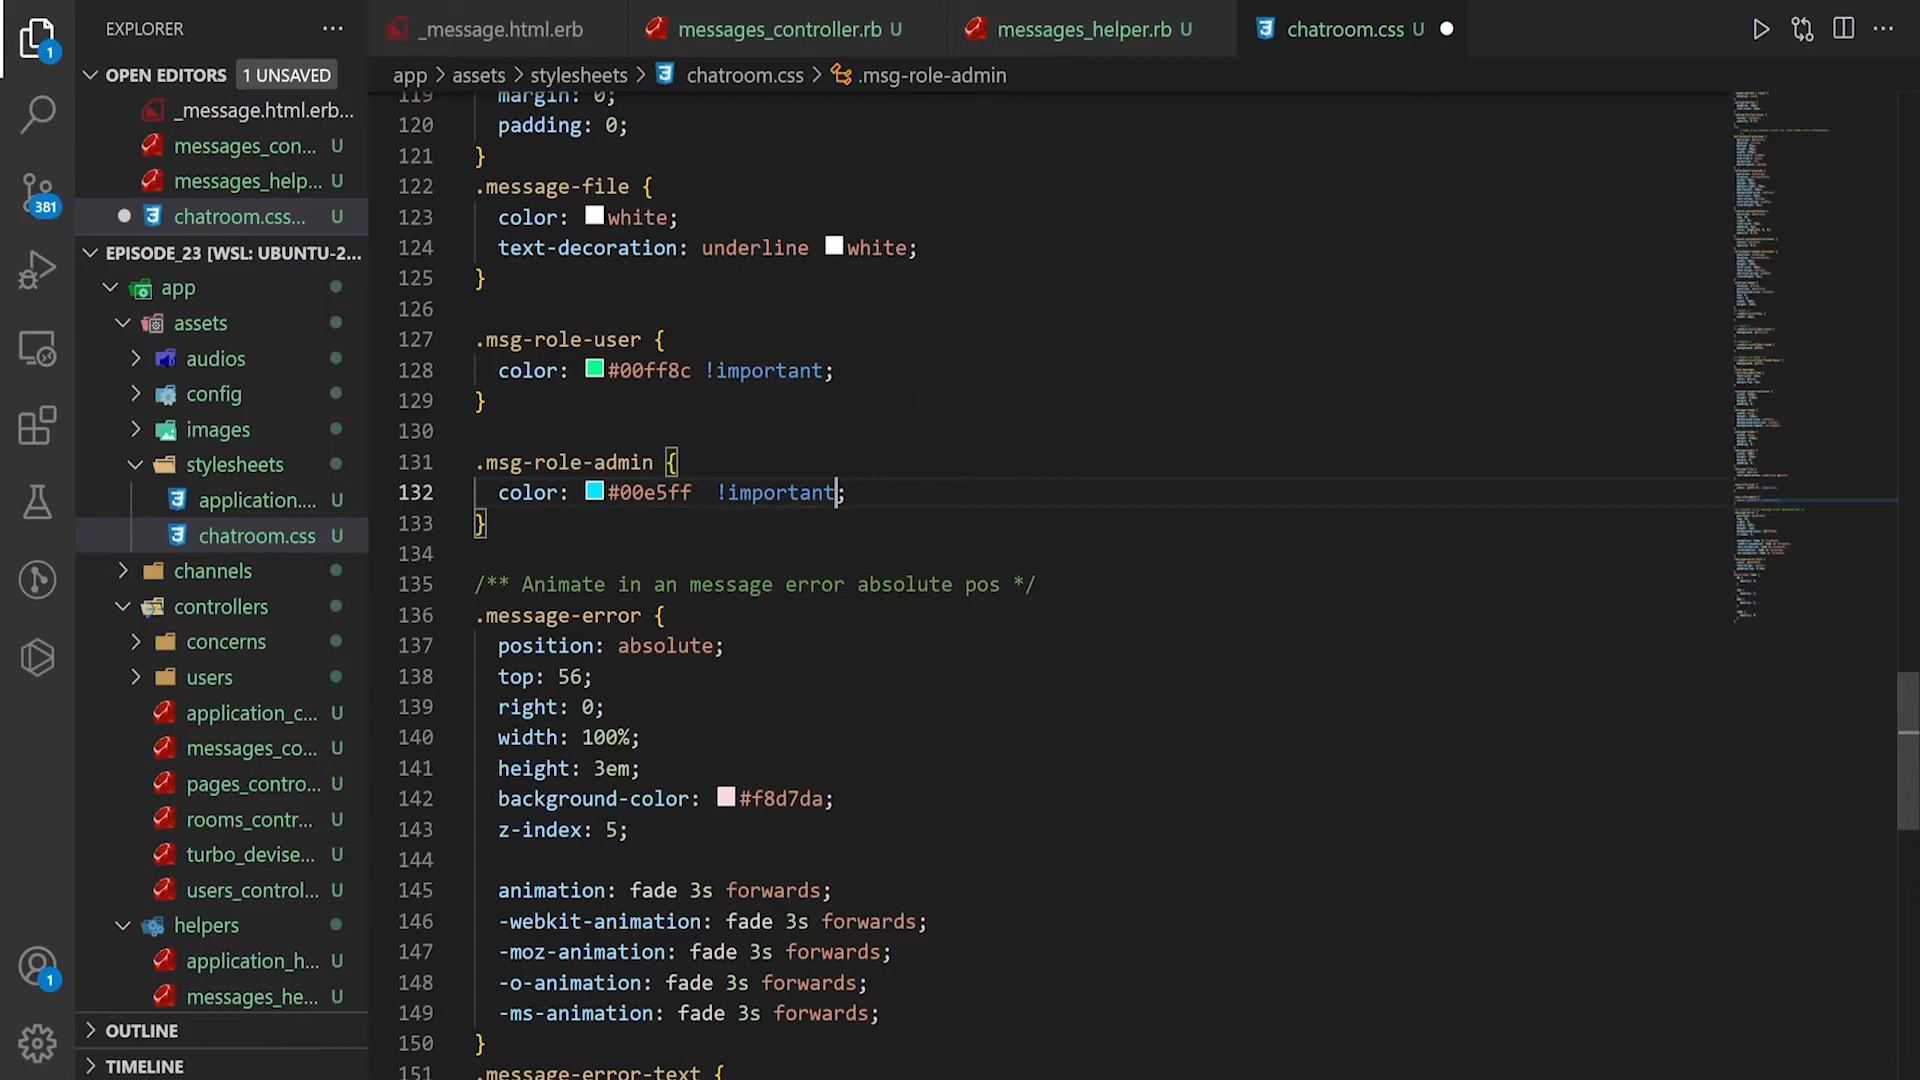 EXPLORER
_message.html.erb
messages_controller.rb U
messages_helper.rb U
chatroom.css U
OPEN EDITORS 1 UNSAVED
app > assets > stylesheets > chatroom.css > .msg-role-admin
_message.html.erb...
messages_con... U
messages_help... U
chatroom.css... U
EPISODE_23 [WSL: UBUNTU-2...
app
assets
audios
config
images
stylesheets
application.... U
chatroom.css U
channels
controllers
concerns
users
application_c... U
messages_co... U
pages_contro... U
rooms_contr... U
turbo_devise... U
users_control... U
helpers
application_h... U
messages_he... U
OUTLINE
TIMELINE
1
381
1
119 margin: 0;
120 padding: 0;
121 }
122 .message-file {
123 color: white;
124 text-decoration: underline white;
125 }
126
127 .msg-role-user {
128 color: #00ff8c !important;
129 }
130
131 .msg-role-admin {
132 color: #00e5ff  !important;
133 }
134
135 /** Animate in an message error absolute pos */
136 .message-error {
137 position: absolute;
138 top: 56;
139 right: 0;
140 width: 100%;
141 height: 3em;
142 background-color: #f8d7da;
143 z-index: 5;
144
145 animation: fade 3s forwards;
146 -webkit-animation: fade 3s forwards;
147 -moz-animation: fade 3s forwards;
148 -o-animation: fade 3s forwards;
149 -ms-animation: fade 3s forwards;
150 }
151 .message-error-text {